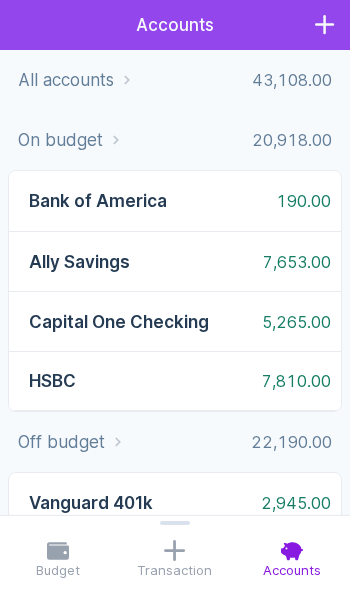 Accounts
All accounts 43,108.00
On budget 20,918.00
Bank of America 190.00
Ally Savings 7,653.00
Capital One Checking 5,265.00
HSBC 7,810.00
Off budget 22,190.00
Vanguard 401k 2,945.00
Budget Transaction Accounts